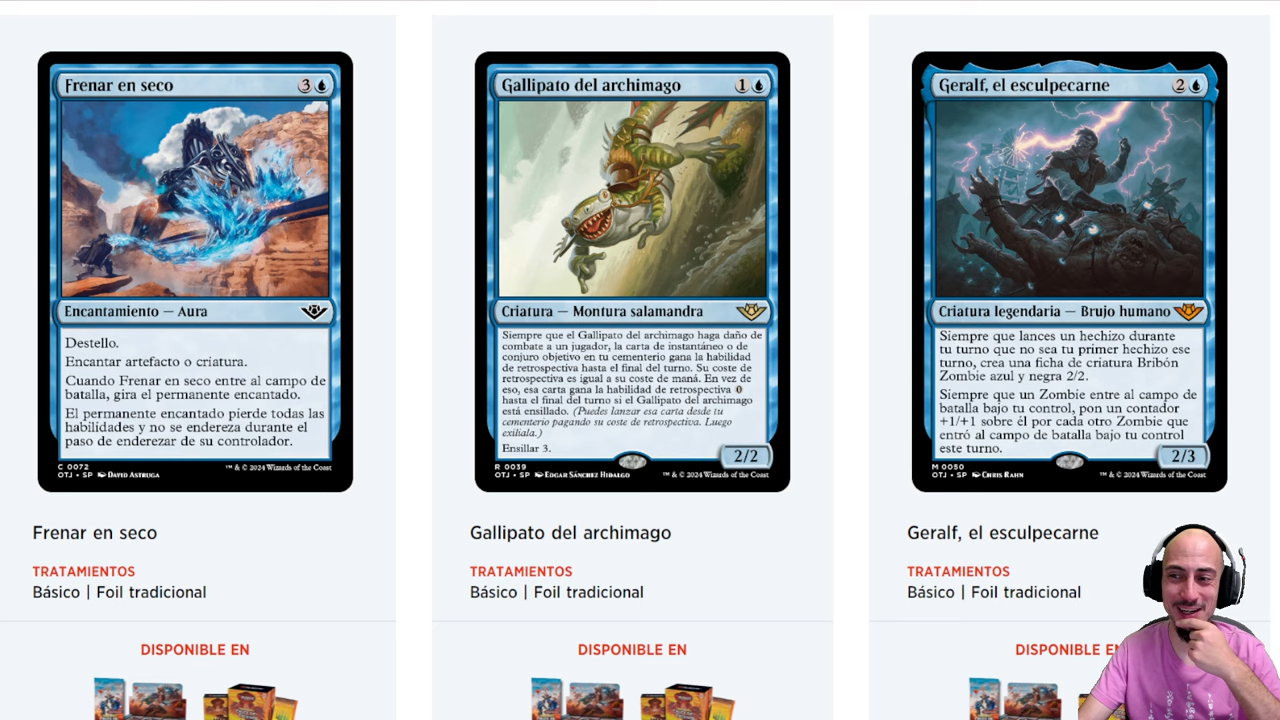 Frenar en seco
3
Encantamiento — Aura
Destello.
Encantar artefacto o criatura.
Cuando Frenar en seco entre al campo de
batalla, gira el permanente encantado.
El permanente encantado pierde todas las
habilidades y no se endereza durante el
paso de enderezar de su controlador.
C 0072
OTJ • SP DAVID ASTRUGA
™ & © 2024 Wizards of the Coast
Frenar en seco
TRATAMIENTOS
Básico | Foil tradicional
DISPONIBLE EN
Gallipato del archimago
1
Criatura — Montura salamandra
Siempre que el Gallipato del archimago haga daño de
combate a un jugador, la carta de instantáneo o de
conjuro objetivo en tu cementerio gana la habilidad
de retrospectiva hasta el final del turno. Su coste de
retrospectiva es igual a su coste de maná. En vez de
eso, esa carta gana la habilidad de retrospectiva 0
hasta el final del turno si el Gallipato del archimago
está ensillado. (Puedes lanzar esa carta desde tu
cementerio pagando su coste de retrospectiva. Luego
exíliala.)
Ensillar 3.
2/2
R 0039
OTJ • SP EDGAR SÁNCHEZ HIDALGO
™ & © 2024 Wizards of the Coast
Gallipato del archimago
TRATAMIENTOS
Básico | Foil tradicional
DISPONIBLE EN
Geralf, el esculpecarne
2
Criatura legendaria — Brujo humano
Siempre que lances un hechizo durante
tu turno que no sea tu primer hechizo ese
turno, crea una ficha de criatura Bribón
Zombie azul y negra 2/2.
Siempre que un Zombie entre al campo de
batalla bajo tu control, pon un contador
+1/+1 sobre él por cada otro Zombie que
entró al campo de batalla bajo tu control
este turno.
2/3
M 0050
OTJ • SP CHRIS RAHN
™ & © 2024 Wizards of the Coast
Geralf, el esculpecarne
TRATAMIENTOS
Básico | Foil tradicional
DISPONIBLE